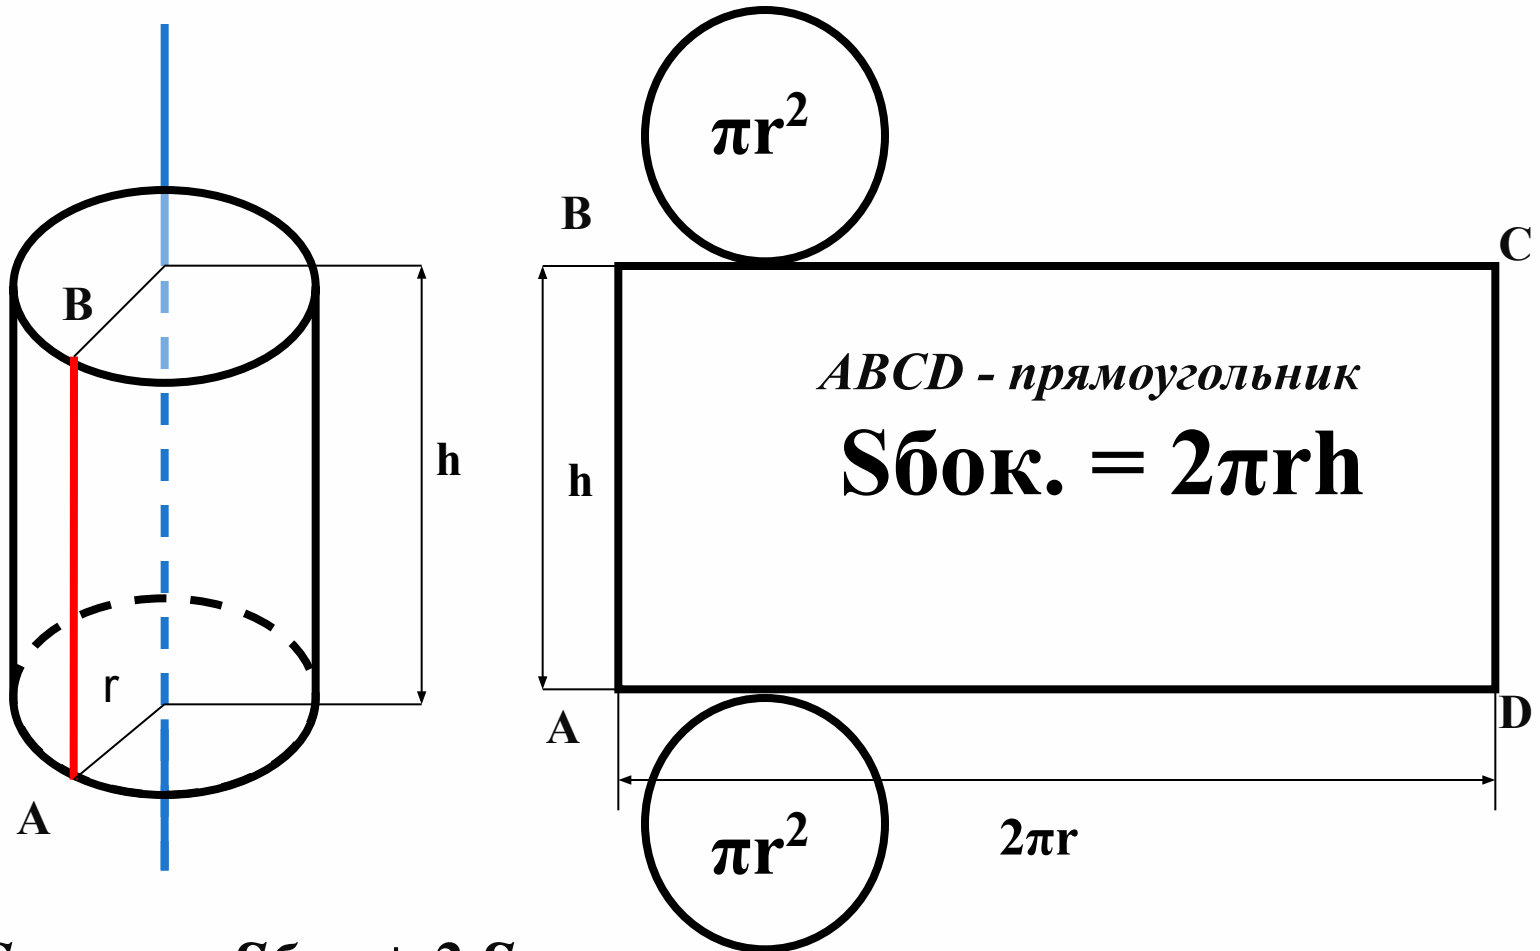 πr²
B
C
B
ABCD - прямоугольник
Sбок. = 2πrh
h
h
r
A
D
A
2πr
πr²